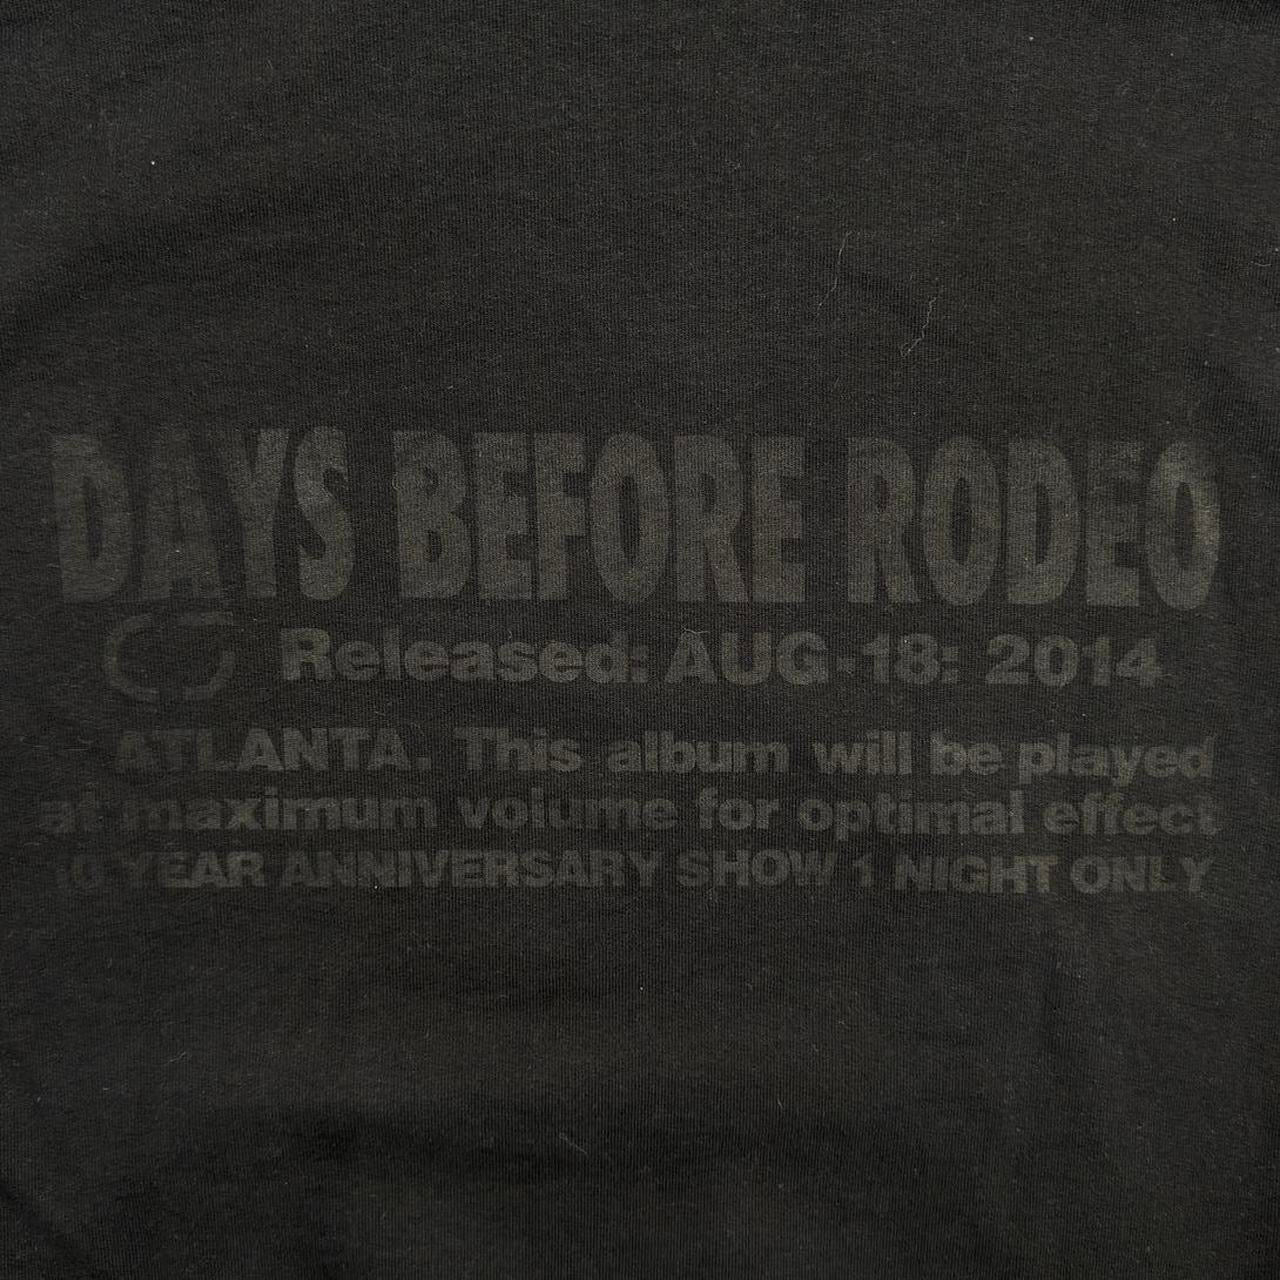 DAYS BEFORE RODEO
Released: AUG-18: 2014
ATLANTA. This album will be played
at maximum volume for optimal effect
10 YEAR ANNIVERSARY SHOW 1 NIGHT ONLY